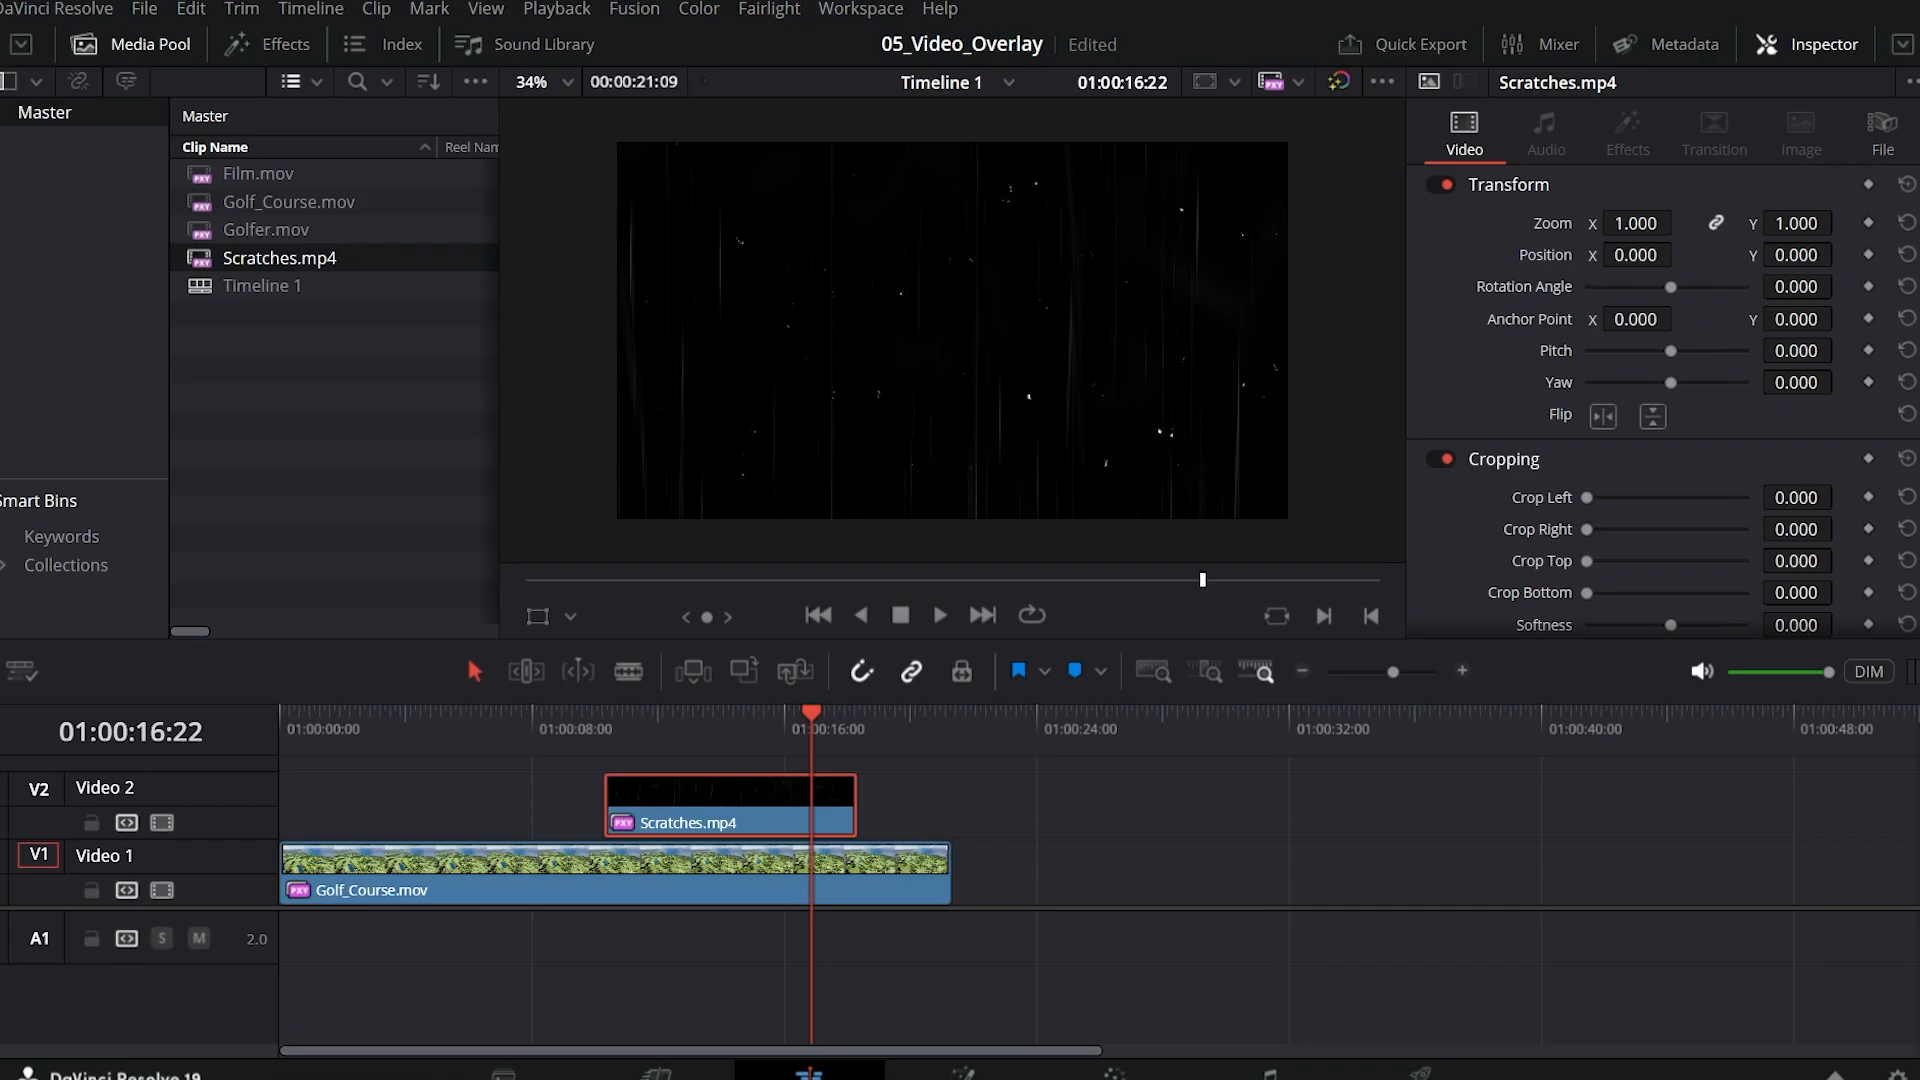 DaVinci Resolve File Edit Trim Timeline Clip Mark View Playback Fusion Color Fairlight Workspace Help
Media Pool Effects Index Sound Library 05_Video_Overlay Edited Quick Export Mixer Metadata Inspector
34% 00:00:21:09 Timeline 1 01:00:16:22 Scratches.mp4
Master
Master
Clip Name Reel Nam
Film.mov
Golf_Course.mov
Golfer.mov
Scratches.mp4
Timeline 1
Smart Bins
Keywords
Collections
Video Audio Effects Transition Image File
Transform
Zoom X 1.000 Y 1.000
Position X 0.000 Y 0.000
Rotation Angle 0.000
Anchor Point X 0.000 Y 0.000
Pitch 0.000
Yaw 0.000
Flip
Cropping
Crop Left 0.000
Crop Right 0.000
Crop Top 0.000
Crop Bottom 0.000
Softness 0.000
DIM
01:00:16:22
01:00:00:00 01:00:08:00 01:00:16:00 01:00:24:00 01:00:32:00 01:00:40:00 01:00:48:00
V2 Video 2
PXY Scratches.mp4
V1 Video 1
PXY Golf_Course.mov
A1 S M 2.0
DaVinci Resolve 19